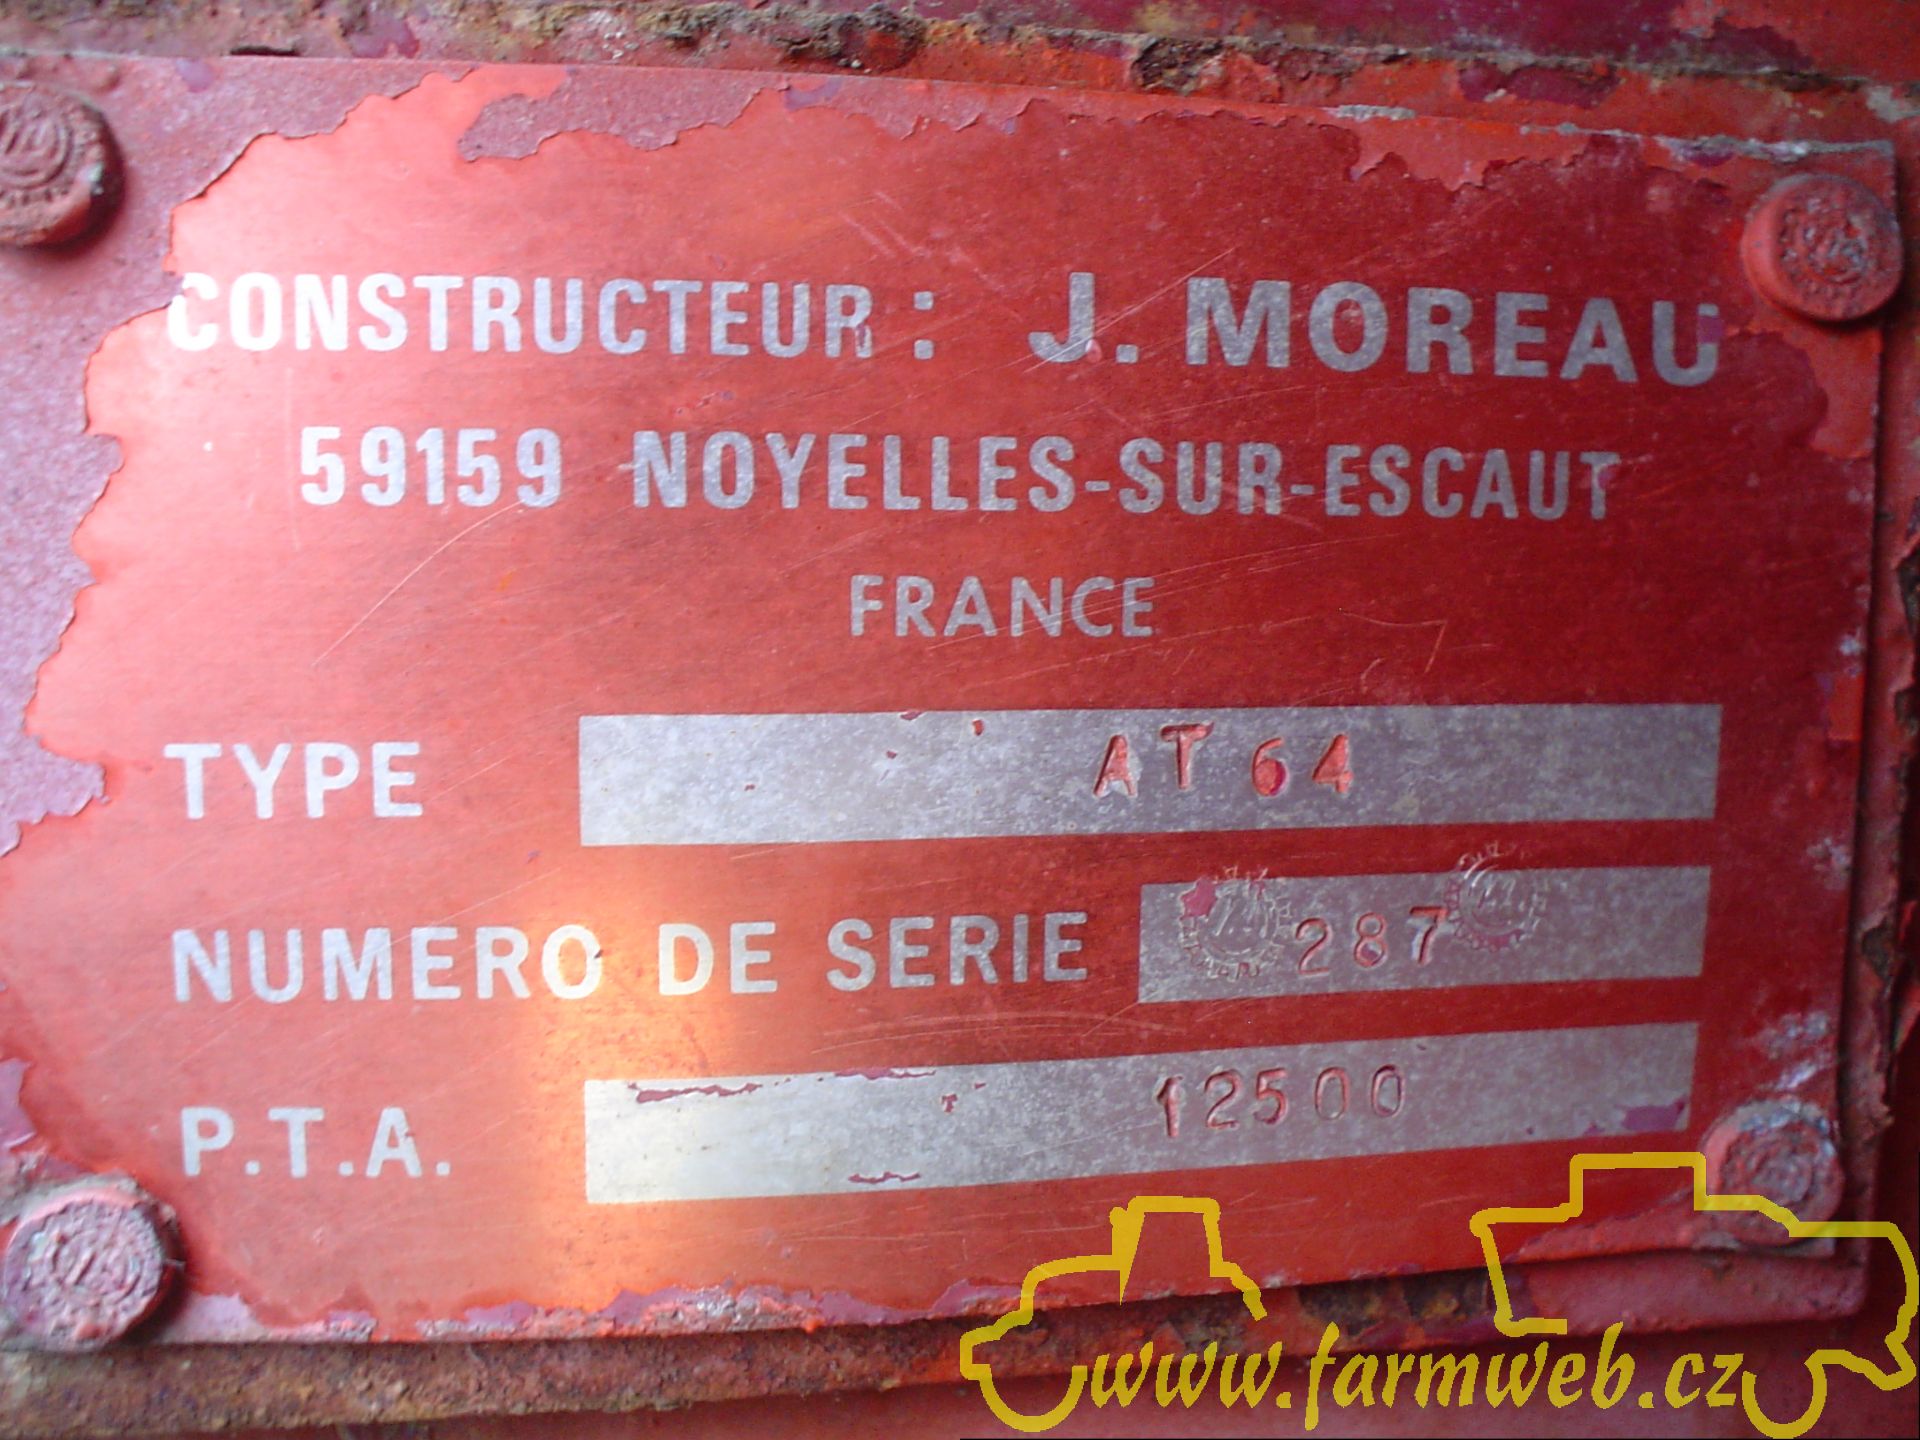 CONSTRUCTEUR : J. MOREAU
59159 NOYELLES-SUR-ESCAUT
FRANCE
TYPE AT 64
NUMERO DE SERIE 287
P.T.A. 12500
www.farmweb.cz